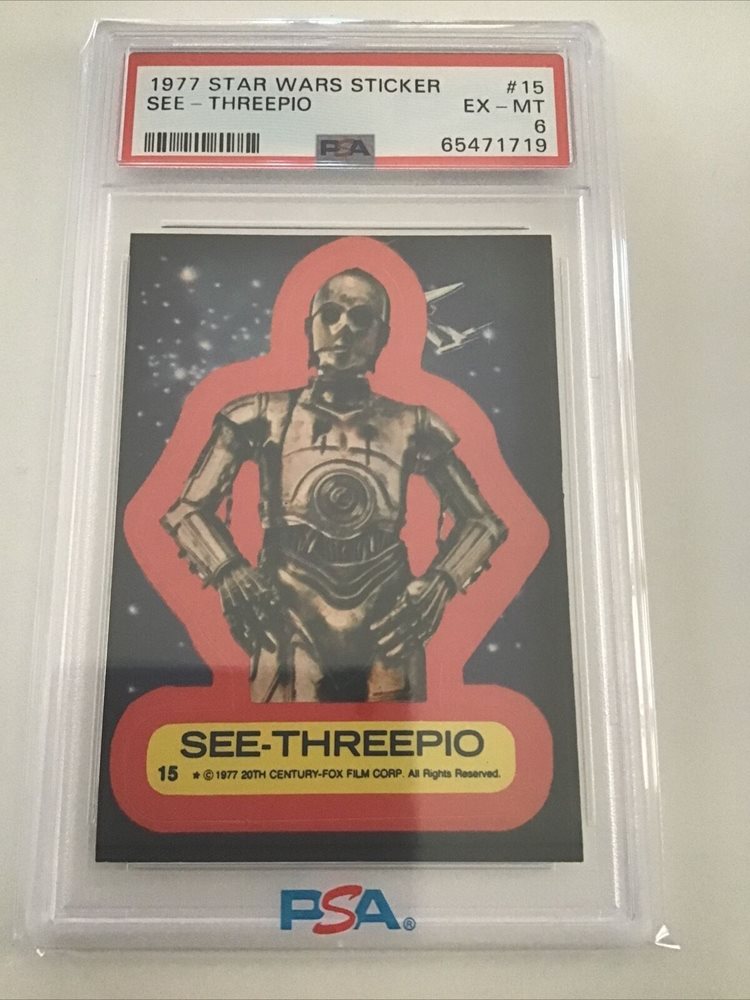 1977 STAR WARS STICKER #15
SEE - THREEPIO EX - MT
6
PSA 65471719
SEE-THREEPIO
15 ★ © 1977 20TH CENTURY-FOX FILM CORP. All Rights Reserved.
PSA®